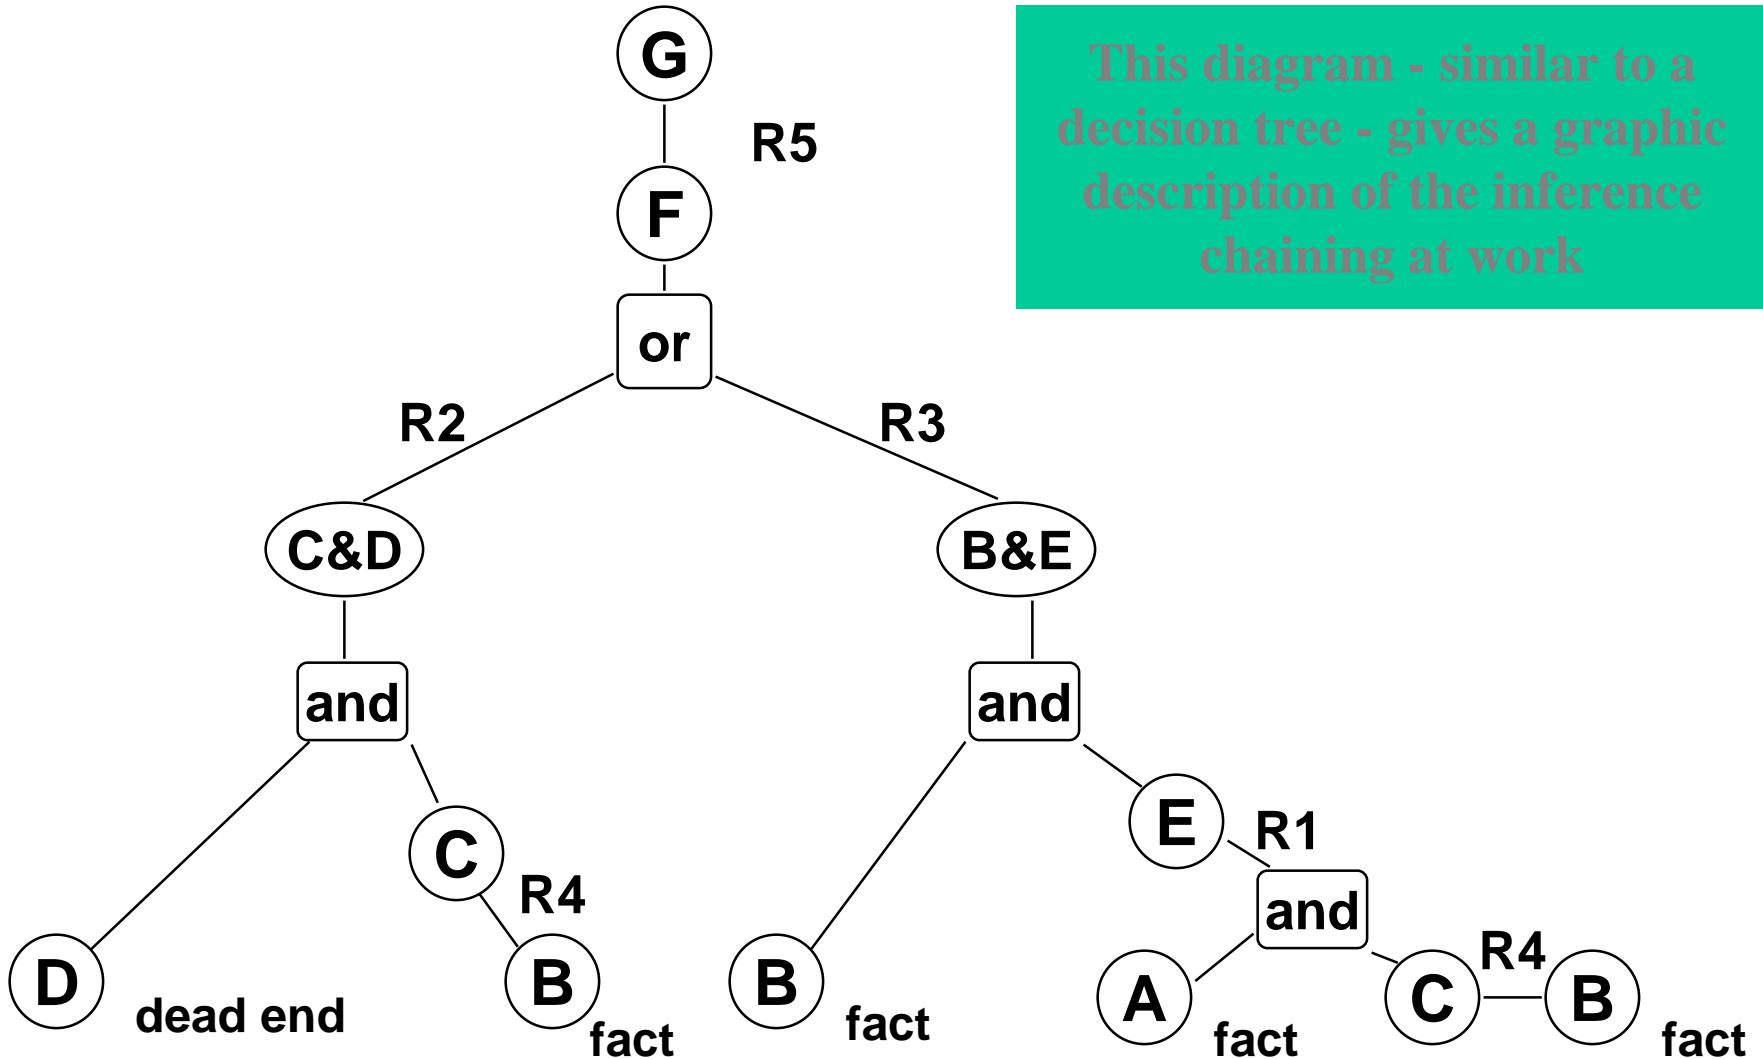 G
This diagram - similar to a
decision tree - gives a graphic
description of the inference
chaining at work
R5
F
or
R2
R3
C&D
B&E
and
and
E
R1
C
R4
and
R4
D
B
B
A
C
B
dead end
fact
fact
fact
fact